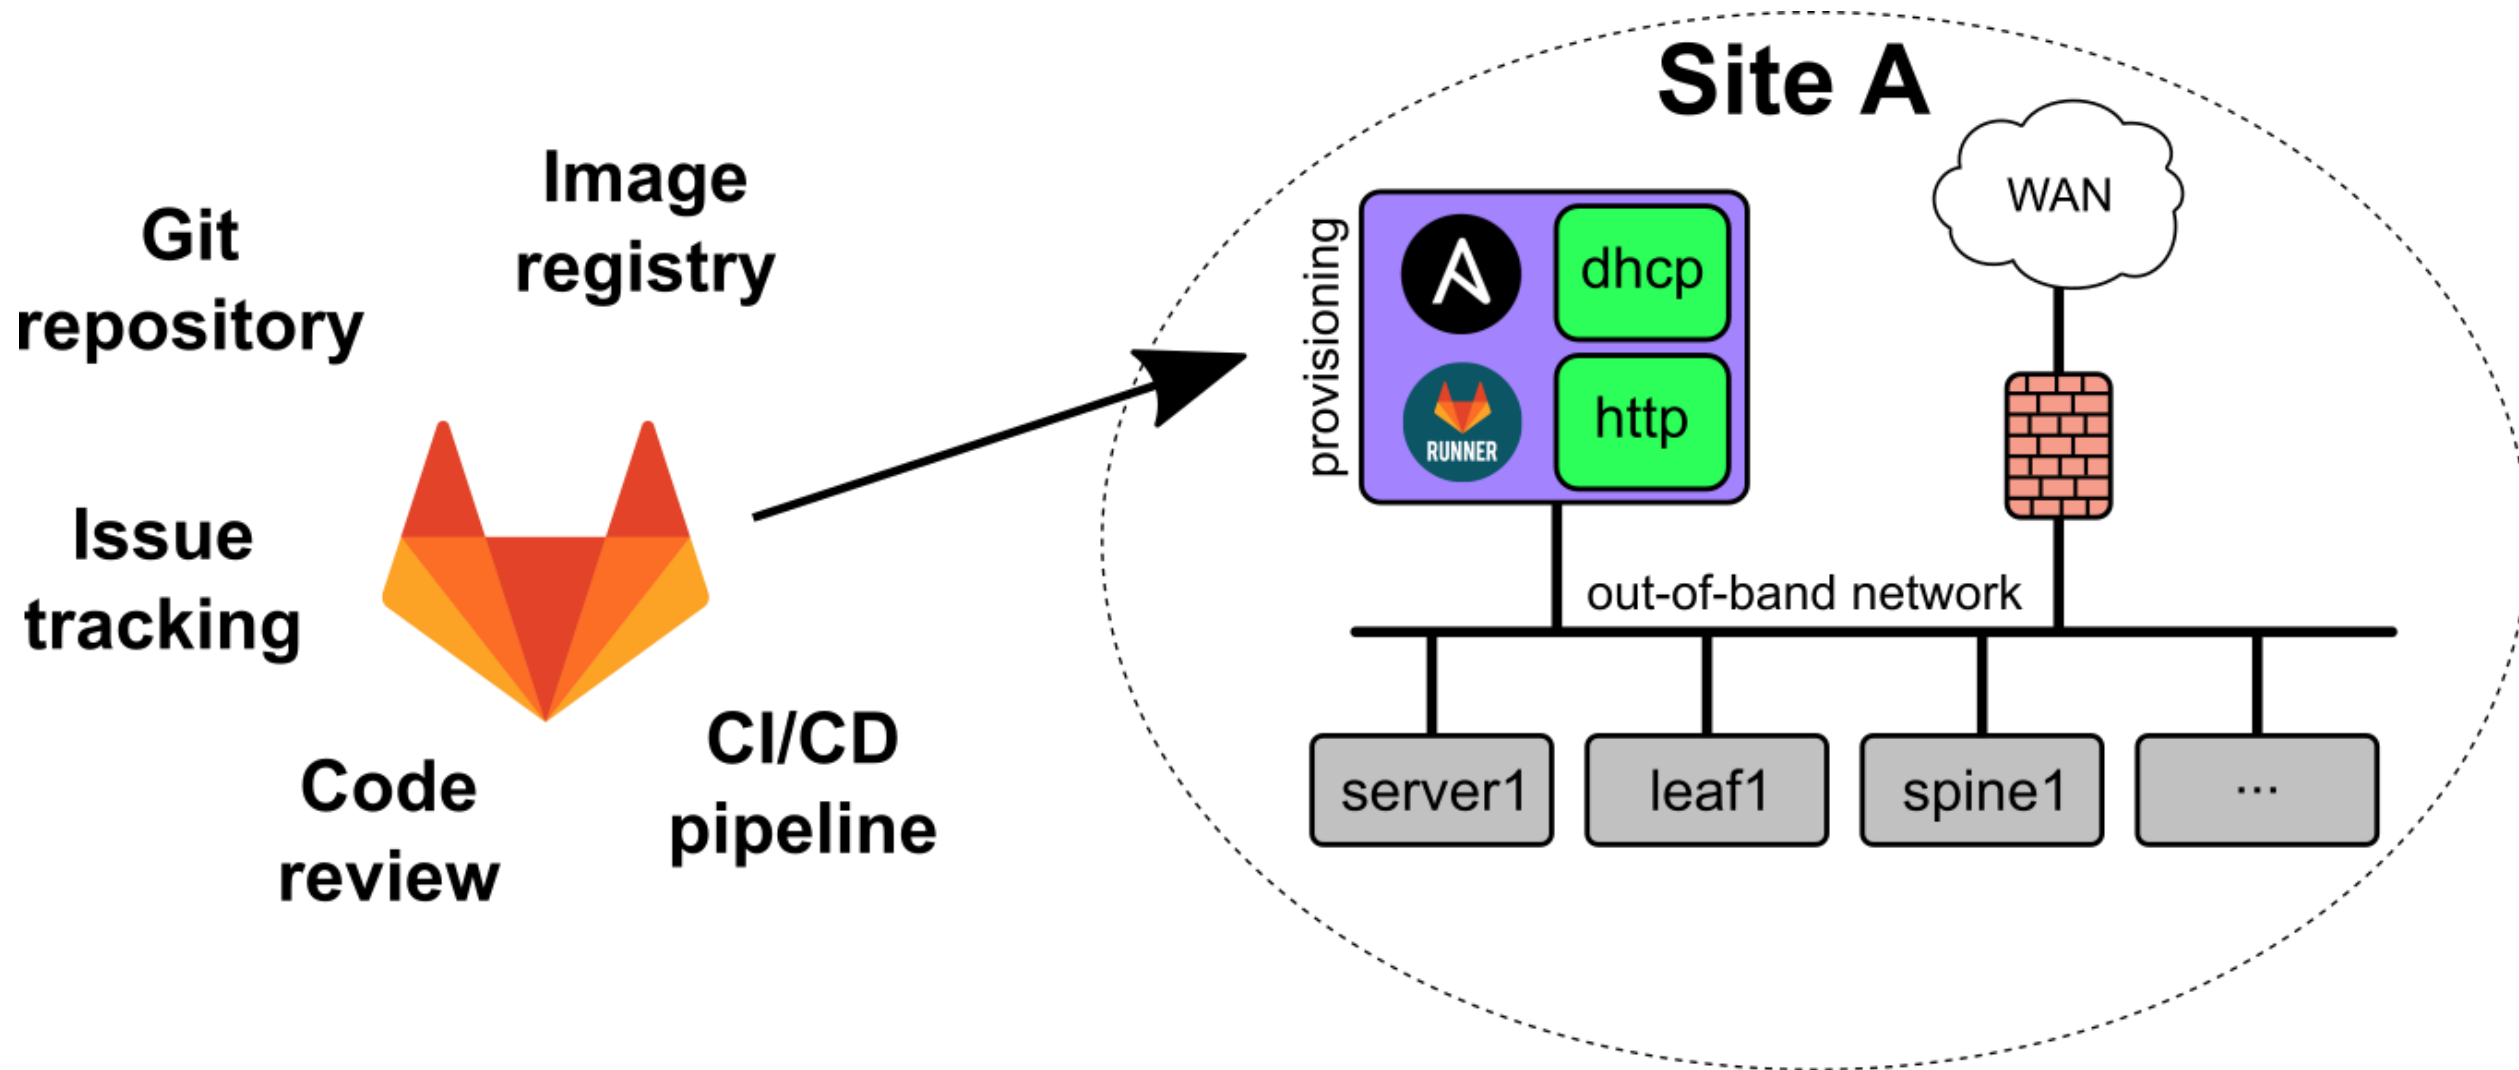 Git
repository
Image
registry
Issue
tracking
Code
review
CI/CD
pipeline
Site A
WAN
provisioning
dhcp
http
RUNNER
out-of-band network
server1
leaf1
spine1
...